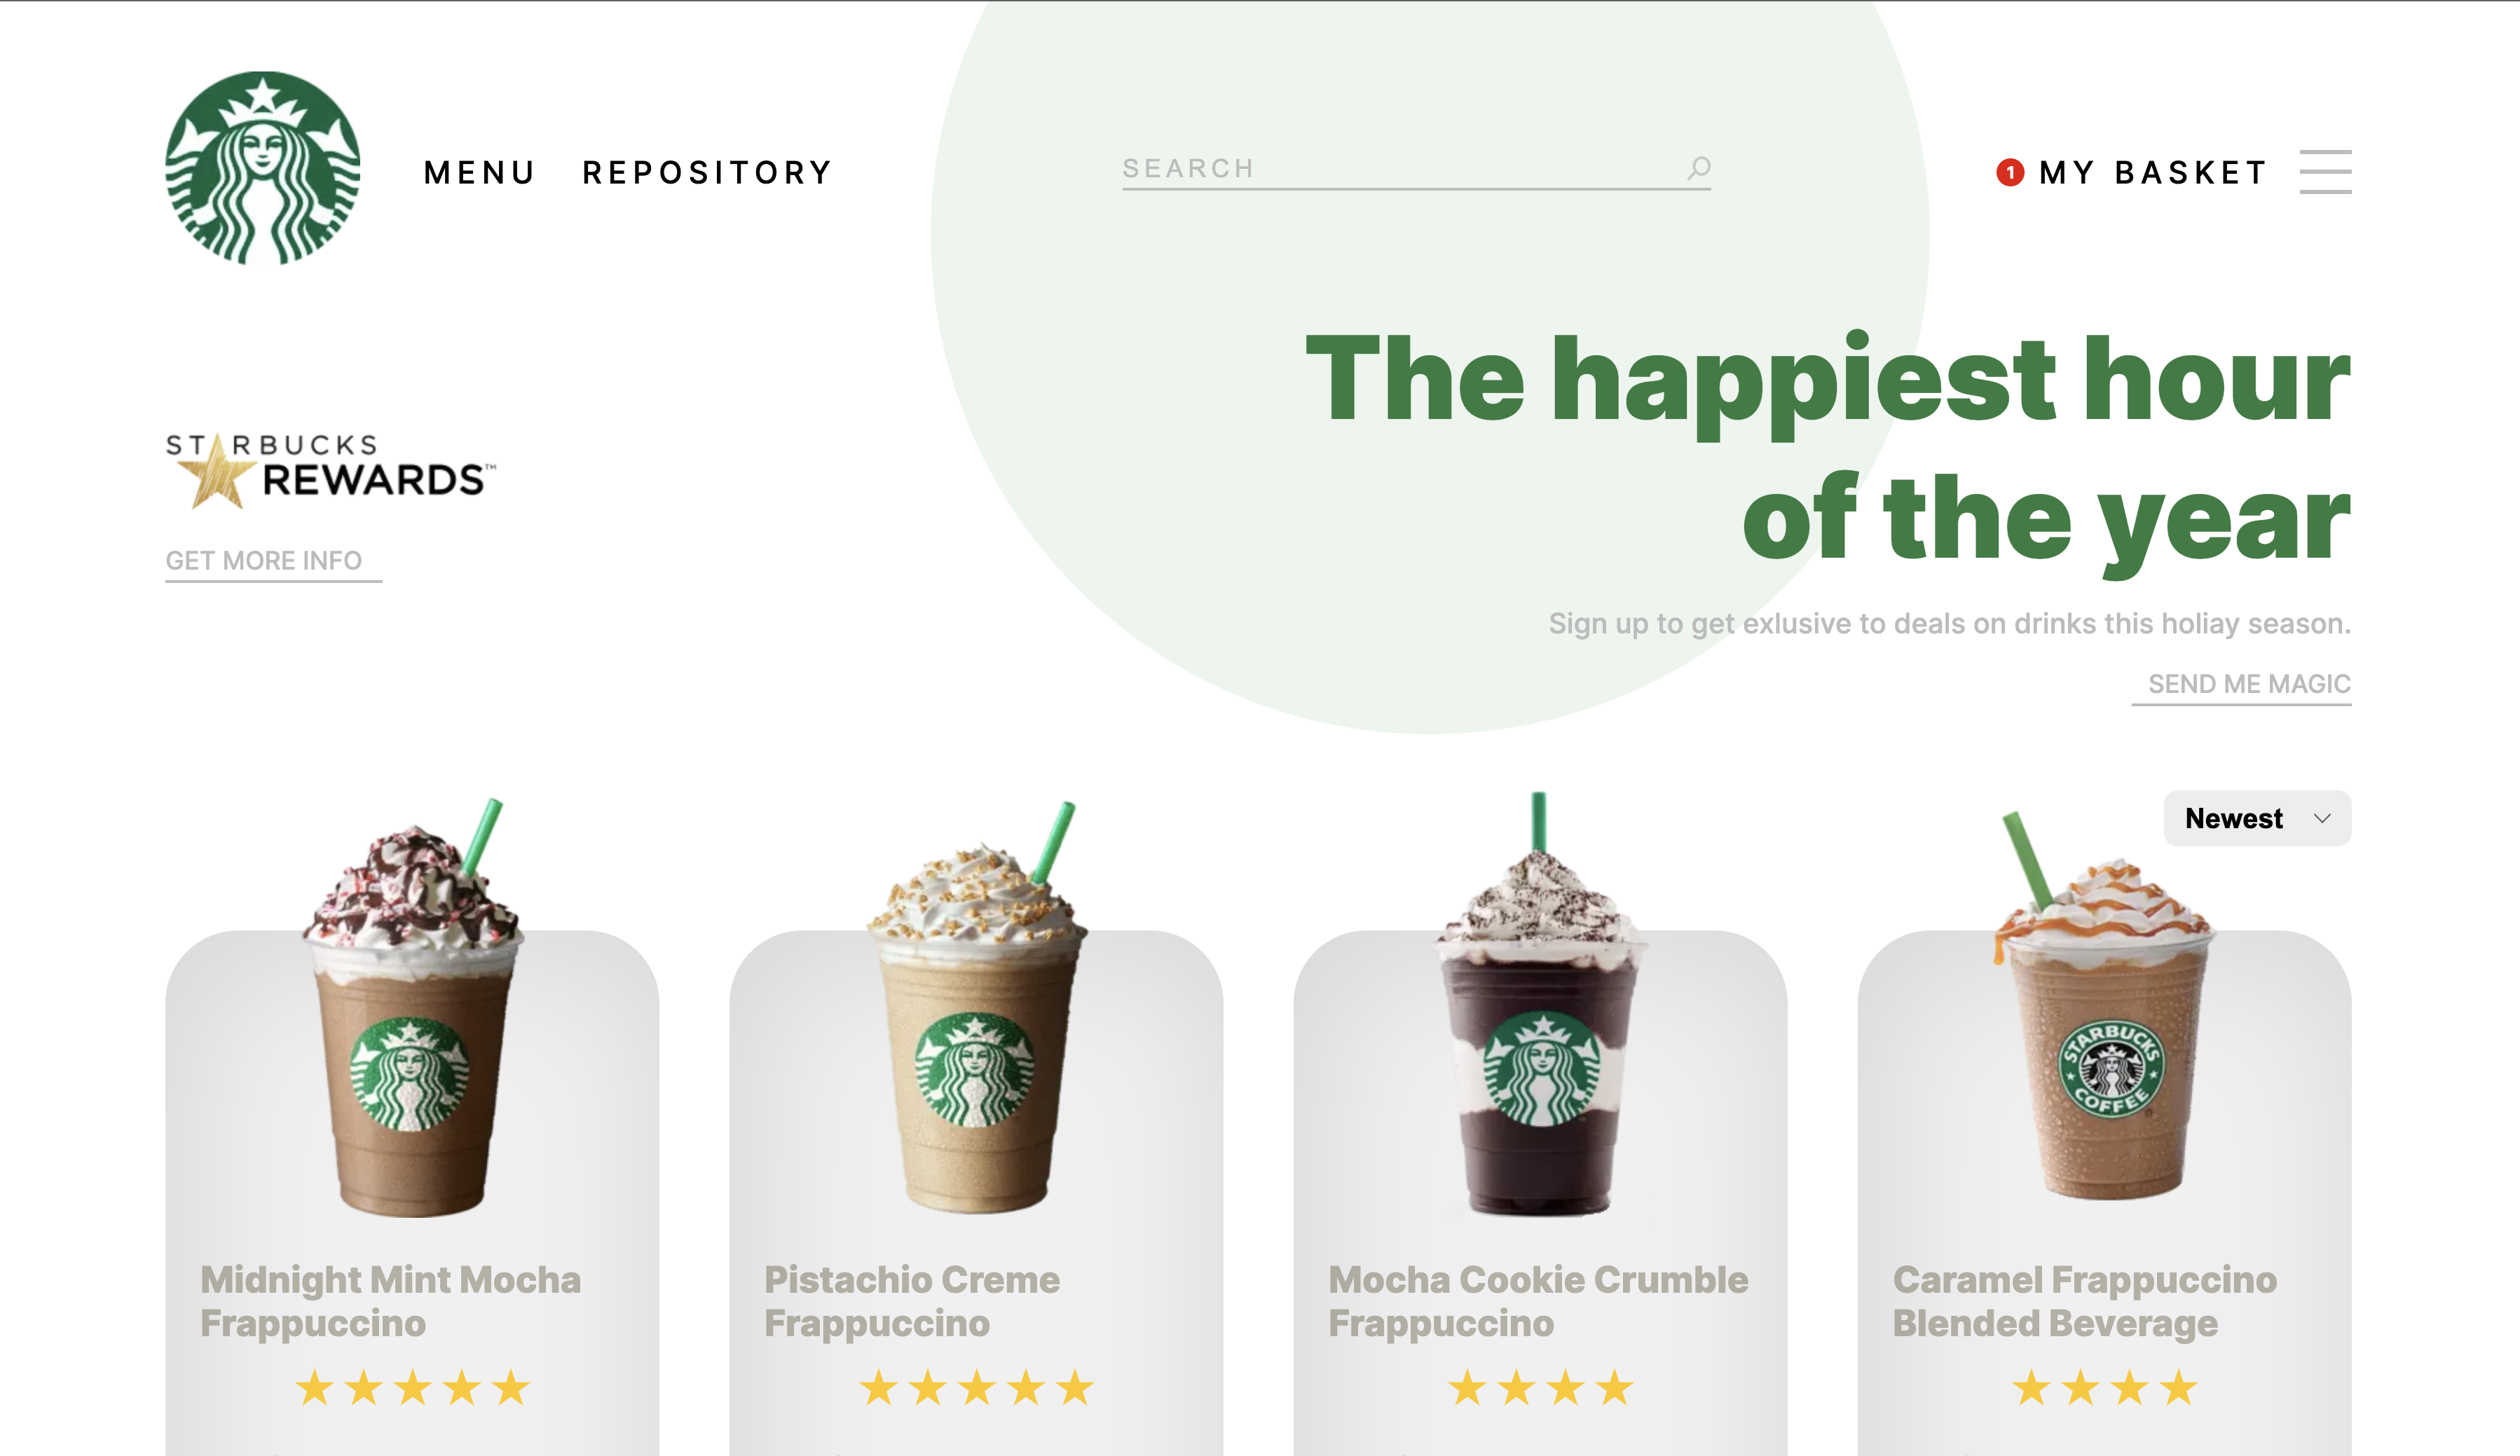 MENU REPOSITORY SEARCH 1 MY BASKET
The happiest hour
of the year
STARBUCKS
REWARDS™
GET MORE INFO
Sign up to get exlusive to deals on drinks this holiay season.
SEND ME MAGIC
Newest
STARBUCKS
COFFEE
Midnight Mint Mocha
Frappuccino
Pistachio Creme
Frappuccino
Mocha Cookie Crumble
Frappuccino
Caramel Frappuccino
Blended Beverage